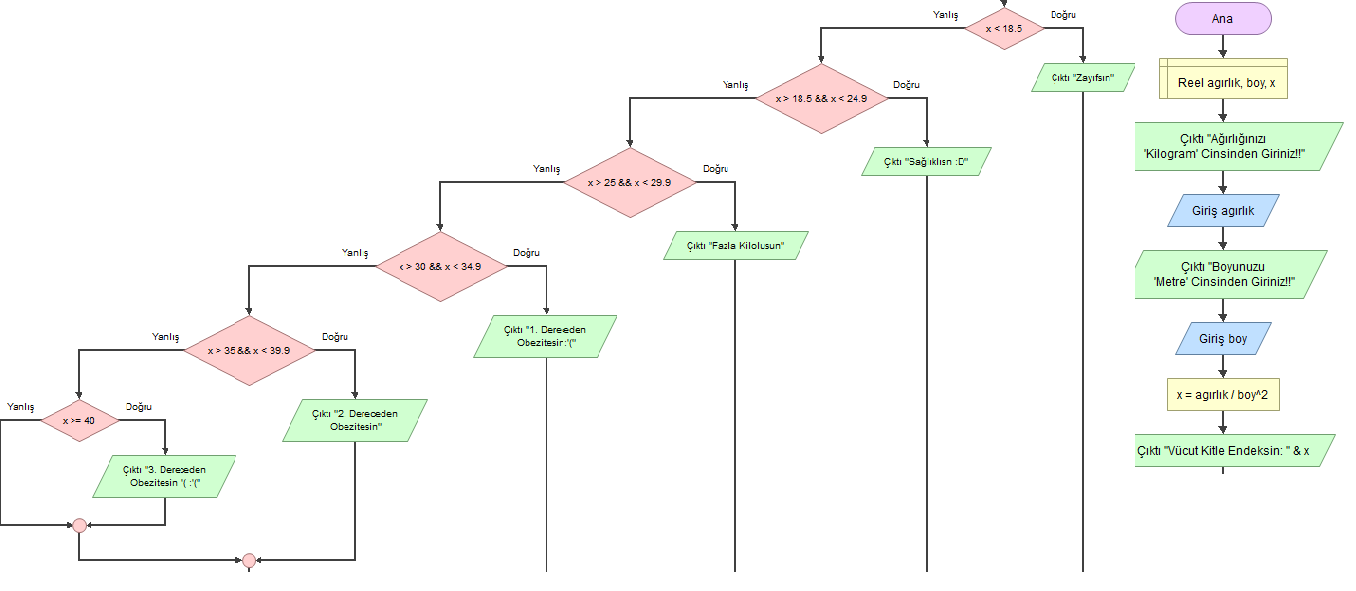 Ana
Reel agırlık, boy, x
Çıktı "Ağırlığınızı
'Kilogram' Cinsinden Giriniz!!"
Giriş agırlık
Çıktı "Boyunuzu
'Metre' Cinsinden Giriniz!!"
Giriş boy
x = agırlık / boy^2
Çıktı "Vücut Kitle Endeksin: " & x
Yanlış
Doğru
x < 18.5
Çıktı "Zayıfsın"
Yanlış
Doğru
x > 18.5 && x < 24.9
Çıktı "Sağlıklısn :D"
Yanlış
Doğru
x > 25 && x < 29.9
Çıktı "Fazla Kilolusun"
Yanlış
Doğru
x > 30 && x < 34.9
Çıktı "1. Dereceden
Obezitesin :'("
Yanlış
Doğru
x > 35 && x < 39.9
Çıktı "2. Dereceden
Obezitesin"
Yanlış
Doğru
x >= 40
Çıktı "3. Dereceden
Obezitesin '( :'("